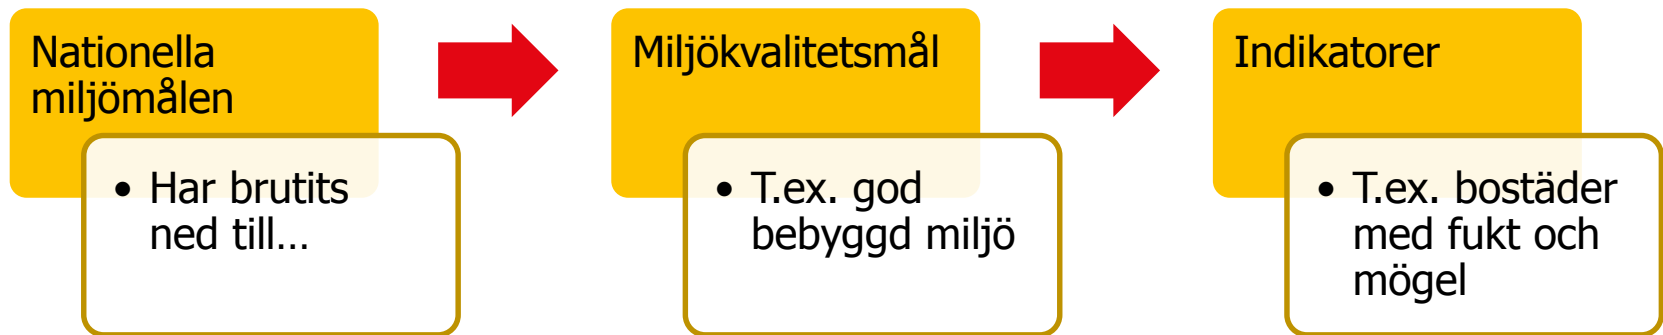 Nationella
miljömålen
• Har brutits
ned till…
Miljökvalitetsmål
• T.ex. god
bebyggd miljö
Indikatorer
• T.ex. bostäder
med fukt och
mögel